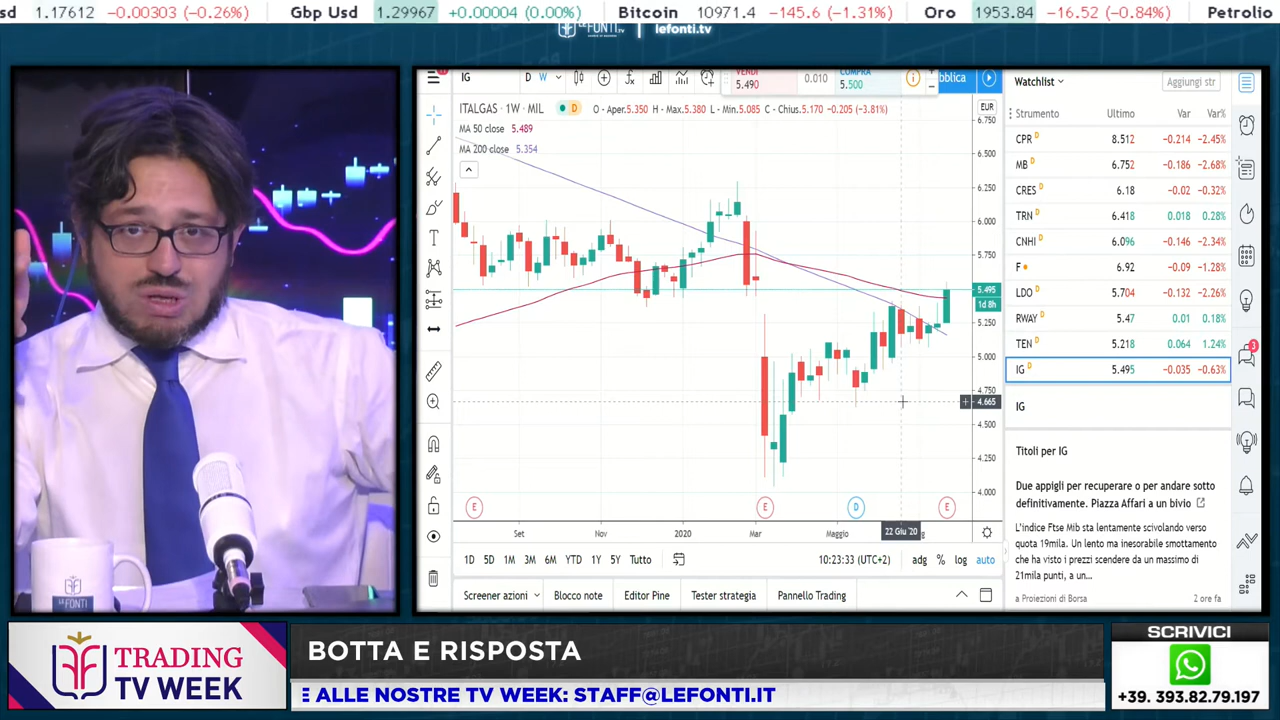 sd 1.17612 −0.00303 (−0.26%) Gbp Usd 1.29967 +0.00004 (0.00%) Bitcoin 10971.4 −145.6 (−1.31%) Oro 1953.84 −16.52 (−0.84%) Petrolio
LE FONTI.TV lefonti.tv
IG D W VENDI 5.490 0.010 COMPRA 5.500 bblica
ITALGAS · 1W · MIL D O - Aper.5.350 H - Max.5.380 L - Min.5.085 C - Chius.5.170 −0.205 (−3.81%)
MA 50 close 5.489
MA 200 close 5.354
EUR
6.750
6.500
6.250
6.000
5.750
5.495
1d 8h
5.250
5.000
4.750
4.665
4.500
4.250
4.000
E E D E
Set Nov 2020 Mar Maggio 22 Giu '20
1D 5D 1M 3M 6M YTD 1Y 5Y Tutto 10:23:33 (UTC+2) adg % log auto
Screener azioni Blocco note Editor Pine Tester strategia Pannello Trading
Watchlist Aggiungi str
Strumento Ultimo Var Var%
CPR D 8.512 −0.214 −2.45%
MB D 6.752 −0.186 −2.68%
CRES D 6.18 −0.02 −0.32%
TRN D 6.418 0.018 0.28%
CNHI D 6.096 −0.146 −2.34%
F 6.92 −0.09 −1.28%
LDO D 5.704 −0.132 −2.26%
RWAY D 5.47 0.01 0.18%
TEN D 5.218 0.064 1.24%
IG D 5.495 −0.035 −0.63%
IG
Titoli per IG
Due appigli per recuperare o per andare sotto
definitivamente. Piazza Affari a un bivio
L'indice Ftse Mib sta lentamente scivolando verso
quota 19mila. Un lento ma inesorabile smottamento
che ha visto i prezzi scendere da un massimo di
21mila punti, a un...
a Proiezioni di Borsa 2 ore fa
3
LE FONTI
TRADING
TV WEEK
BOTTA E RISPOSTA
E ALLE NOSTRE TV WEEK: STAFF@LEFONTI.IT
SCRIVICI
+39. 393.82.79.197